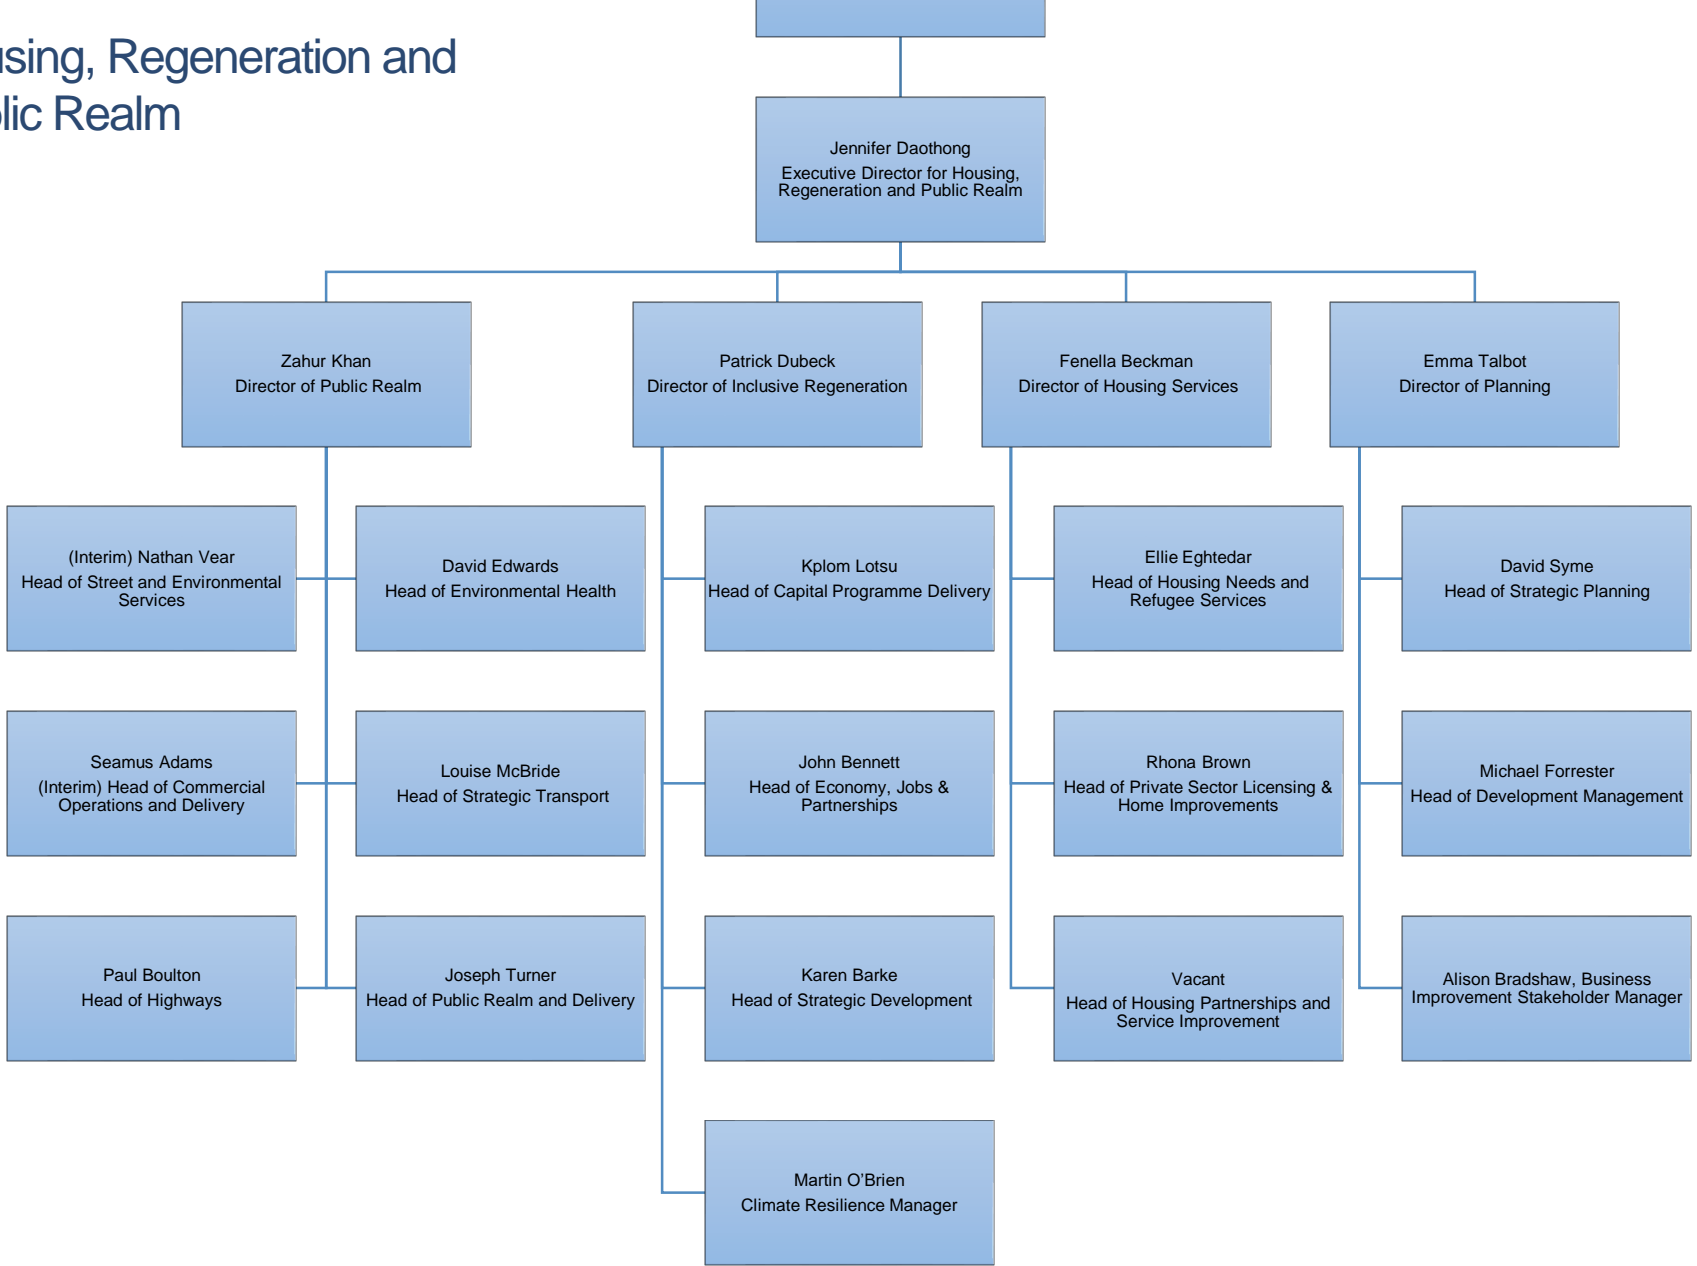 using, Regeneration and
lic Realm
Jennifer Daothong
Executive Director for Housing,
Regeneration and Public Realm
Zahur Khan
Director of Public Realm
Patrick Dubeck
Director of Inclusive Regeneration
Fenella Beckman
Director of Housing Services
Emma Talbot
Director of Planning
(Interim) Nathan Vear
Head of Street and Environmental
Services
David Edwards
Head of Environmental Health
Kplom Lotsu
Head of Capital Programme Delivery
Ellie Eghtedar
Head of Housing Needs and
Refugee Services
David Syme
Head of Strategic Planning
Seamus Adams
(Interim) Head of Commercial
Operations and Delivery
Louise McBride
Head of Strategic Transport
John Bennett
Head of Economy, Jobs &
Partnerships
Rhona Brown
Head of Private Sector Licensing &
Home Improvements
Michael Forrester
Head of Development Management
Paul Boulton
Head of Highways
Joseph Turner
Head of Public Realm and Delivery
Karen Barke
Head of Strategic Development
Vacant
Head of Housing Partnerships and
Service Improvement
Alison Bradshaw, Business
Improvement Stakeholder Manager
Martin O’Brien
Climate Resilience Manager